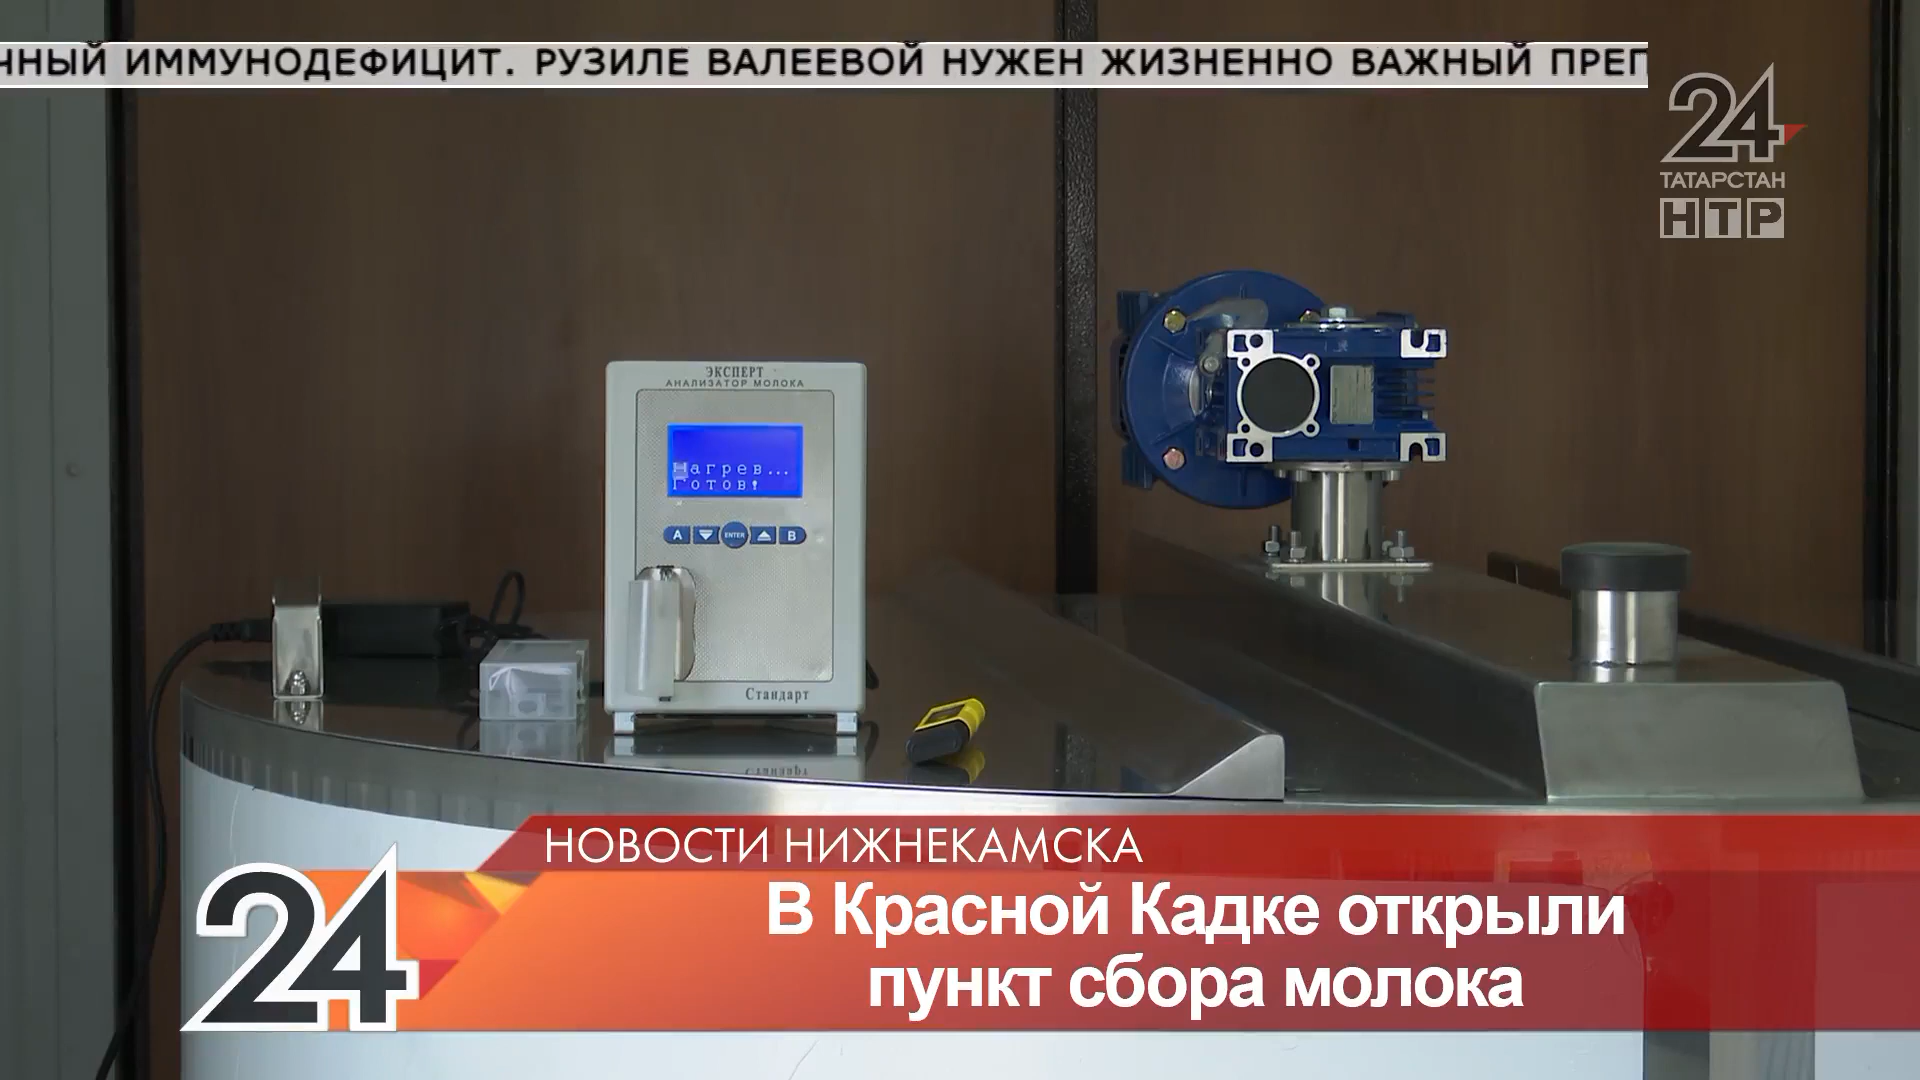 ЧНЫЙ ИММУНОДЕФИЦИТ. РУЗИЛЕ ВАЛЕЕВОЙ НУЖЕН ЖИЗНЕННО ВАЖНЫЙ ПРЕП
24
ТАТАРСТАН
НТР
ЭКСПЕРТ
АНАЛИЗАТОР МОЛОКА
Нагрев...
Готов!
A ENTER B
Стандарт
НОВОСТИ НИЖНЕКАМСКА
24
В Красной Кадке открыли
пункт сбора молока